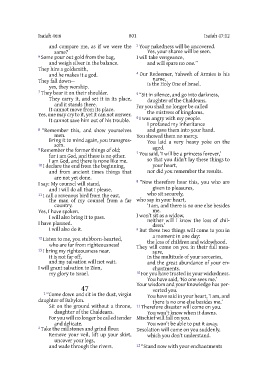 Isaiah 46:6 801 Isaiah 47:12
and compare me, as if we were the
same?
⁶ Some pour out gold from the bag,
and weigh silver in the balance.
They hire a goldsmith,
and he makes it a god.
They fall down—
yes, they worship.
⁷ They bear it on their shoulder.
They carry it, and set it in its place,
and it stands there.
It cannot move from its place.
Yes, one may cry to it, yet it can not answer.
It cannot save him out of his trouble.
⁸ “Remember this, and show yourselves
men.
Bring it to mind again, you transgres-
sors.
⁹ Remember the former things of old;
for I am God, and there is no other.
I am God, and there is none like me.
¹⁰ I declare the end from the beginning,
and from ancient times things that
are not yet done.
I say: My counsel will stand,
and I will do all that I please.
¹¹ I call a ravenous bird from the east,
the man of my counsel from a far
country.
Yes, I have spoken,
I will also bring it to pass.
I have planned,
I will also do it.
¹² Listen to me, you stubborn-hearted,
who are far from righteousness!
¹³ I bring my righteousness near.
It is not far off,
and my salvation will not wait.
I will grant salvation to Zion,
my glory to Israel.
47
¹ “Come down and sit in the dust, virgin
daughter of Babylon.
Sit on the ground without a throne,
daughter of the Chaldeans.
For you will no longer be called tender
and delicate.
² Take the millstones and grind flour.
Remove your veil, lift up your skirt,
uncover your legs,
and wade through the rivers.
³ Your nakedness will be uncovered.
Yes, your shame will be seen.
I will take vengeance,
and will spare no one.”
⁴ Our Redeemer, Yahweh of Armies is his
name,
is the Holy One of Israel.
⁵ “Sit in silence, and go into darkness,
daughter of the Chaldeans.
For you shall no longer be called
the mistress of kingdoms.
⁶ I was angry with my people.
I profaned my inheritance
and gave them into your hand.
You showed them no mercy.
You laid a very heavy yoke on the
aged.
⁷ You said, ‘I will be a princess forever,’
so that you didn’t lay these things to
your heart,
nor did you remember the results.
⁸ “Now therefore hear this, you who are
given to pleasures,
who sit securely,
who say in your heart,
‘I am, and there is no one else besides
me.
I won’t sit as a widow,
neither will I know the loss of chil-
dren.’
⁹ But these two things will come to you in
a moment in one day:
the loss of children and widowhood.
They will come on you in their full mea-
sure,
in the multitude of your sorceries,
and the great abundance of your en-
chantments.
¹⁰ For you have trusted in your wickedness.
You have said, ‘No one sees me.’
Your wisdom and your knowledge has per-
verted you.
You have said in your heart, ‘I am, and
there is no one else besides me.’
¹¹ Therefore disaster will come on you.
You won’t know when it dawns.
Mischief will fall on you.
You won’t be able to put it away.
Desolation will come on you suddenly,
which you don’t understand.
¹² “Stand now with your enchantments